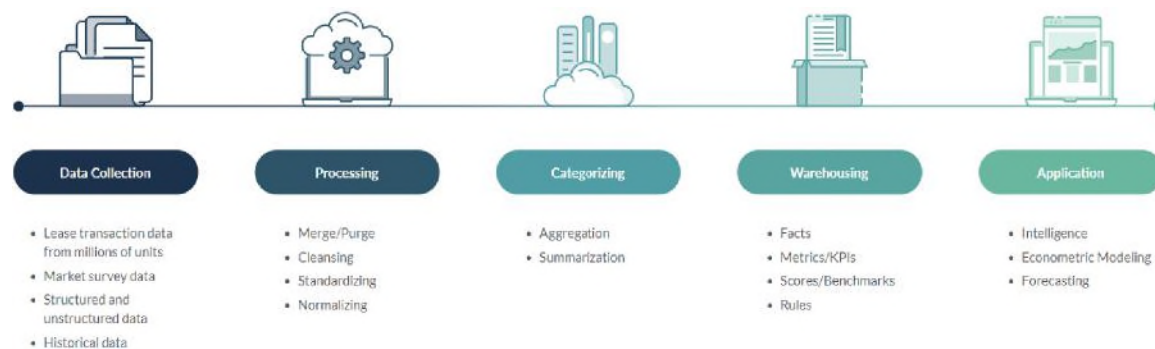 Data Collection
Processing
Categorizing
Warehousing
Application
• Lease transaction data
from millions of units
• Market survey data
• Structured and
unstructured data
• Historical data
• Merge/Purge
• Cleansing
• Standardizing
• Normalizing
• Aggregation
• Summarization
• Facts
• Metrics/KPIs
• Scores/Benchmarks
• Rules
• Intelligence
• Econometric Modeling
• Forecasting